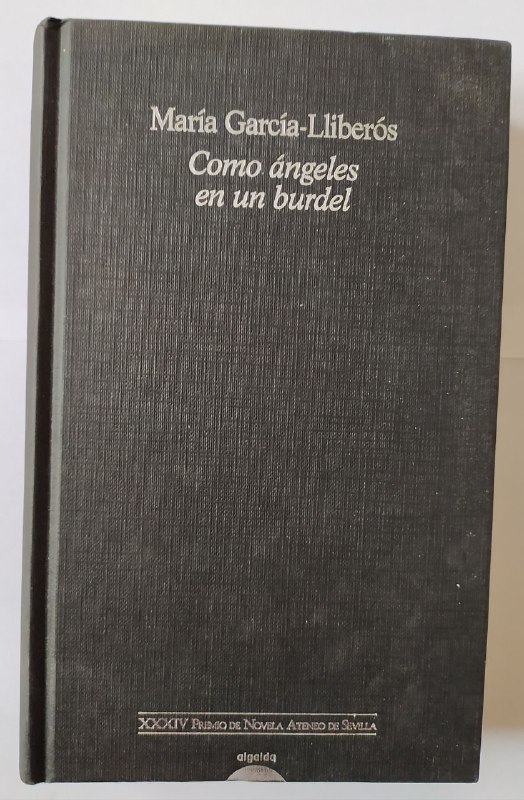 María García-Lliberós
Como ángeles
en un burdel
XXXIV PREMIO DE NOVELA ATENEO DE SEVILLA
algaida